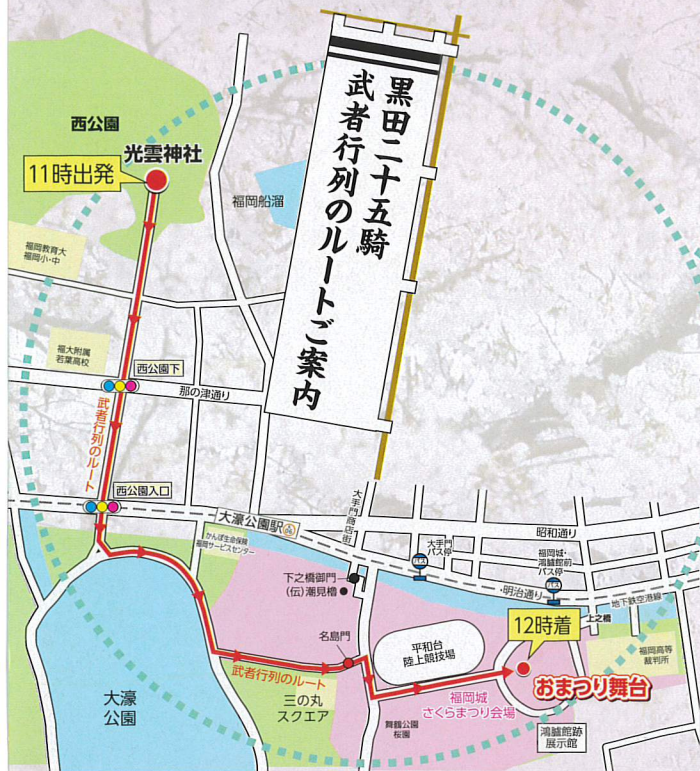 黒田二十五騎
武者行列のルートご案内
西公園
光雲神社
11時出発
福岡船溜
福岡教育大
福岡小・中
福大附属
若葉高校
西公園下
那の津通り
武者行列のルート
西公園入口
大濠公園駅
かんぽ生命保険
福岡サービスセンター
大手門商店街
大手門
バス停
バス
昭和通り
福岡城・
鴻臚館前
バス停
バス
明治通り
地下鉄空港線
上之橋
下之橋御門
(伝)潮見櫓
名島門
平和台
陸上競技場
12時着
おまつり舞台
福岡高等
裁判所
武者行列のルート
三の丸
スクエア
福岡城
さくらまつり会場
舞鶴公園
桜園
鴻臚館跡
展示館
大濠
公園